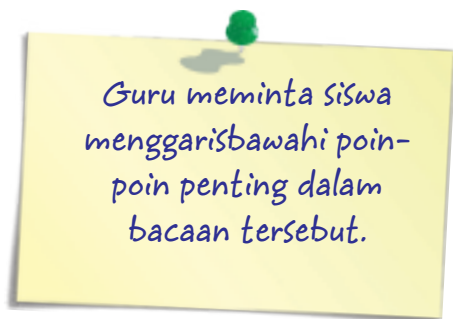 Guru meminta siswa
menggarisbawahi poin-
poin penting dalam
bacaan tersebut.